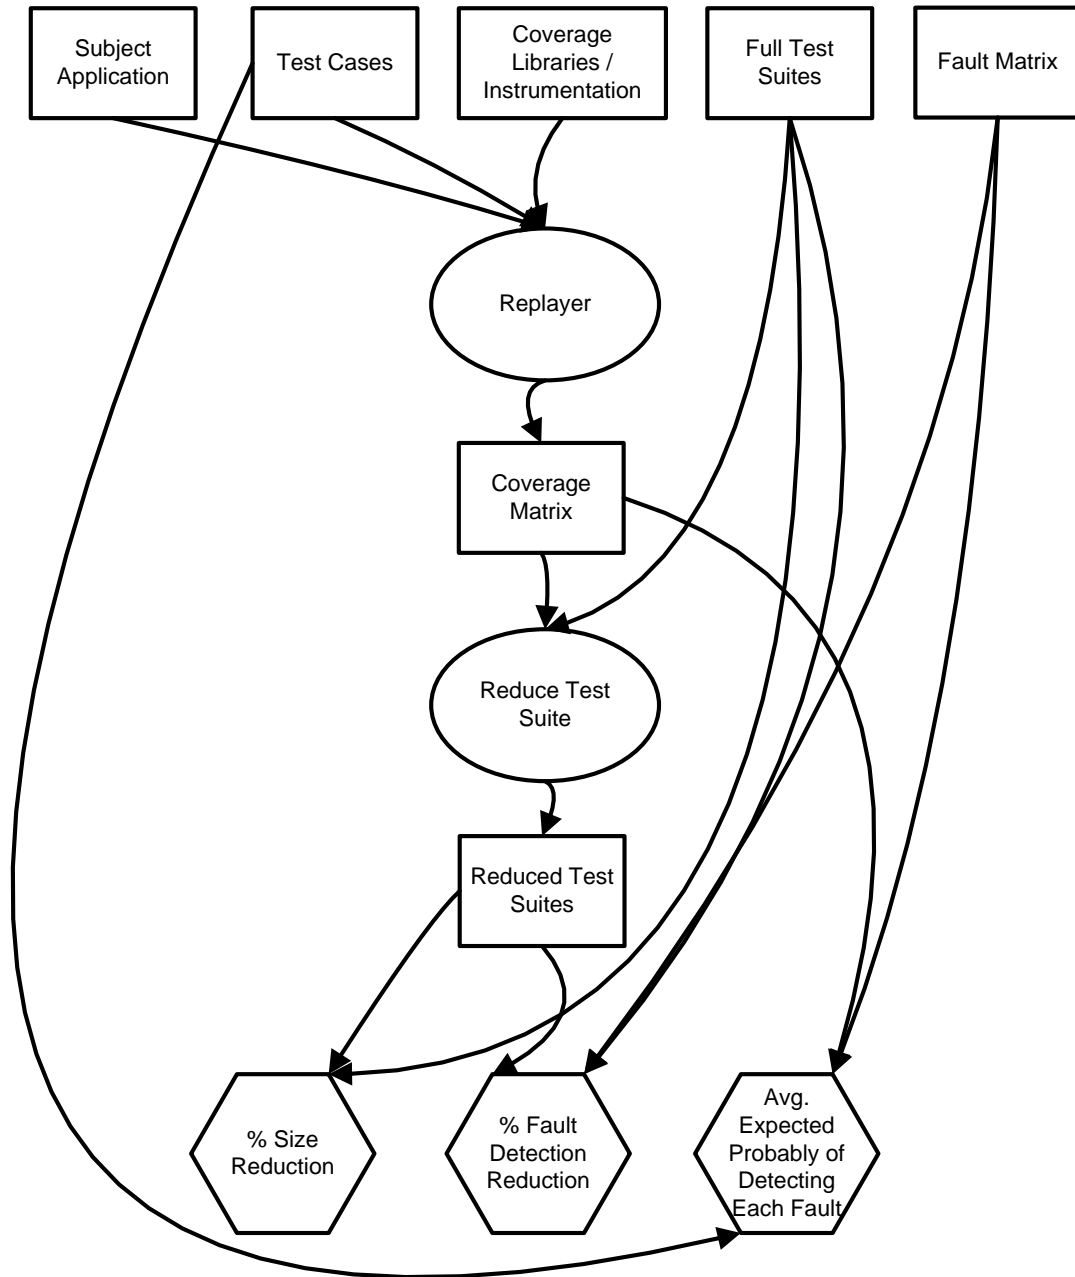 Subject
Application
Test Cases
Coverage
Libraries /
Instrumentation
Full Test
Suites
Fault Matrix
Replayer
Coverage
Matrix
Reduce Test
Suite
Reduced Test
Suites
% Size
Reduction
% Fault
Detection
Reduction
Avg.
Expected
Probably of
Detecting
Each Fault